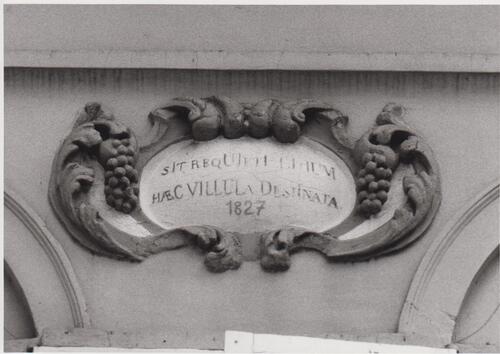 SIT REQUIETI
HÆC VILLULA DESTINATA
1827